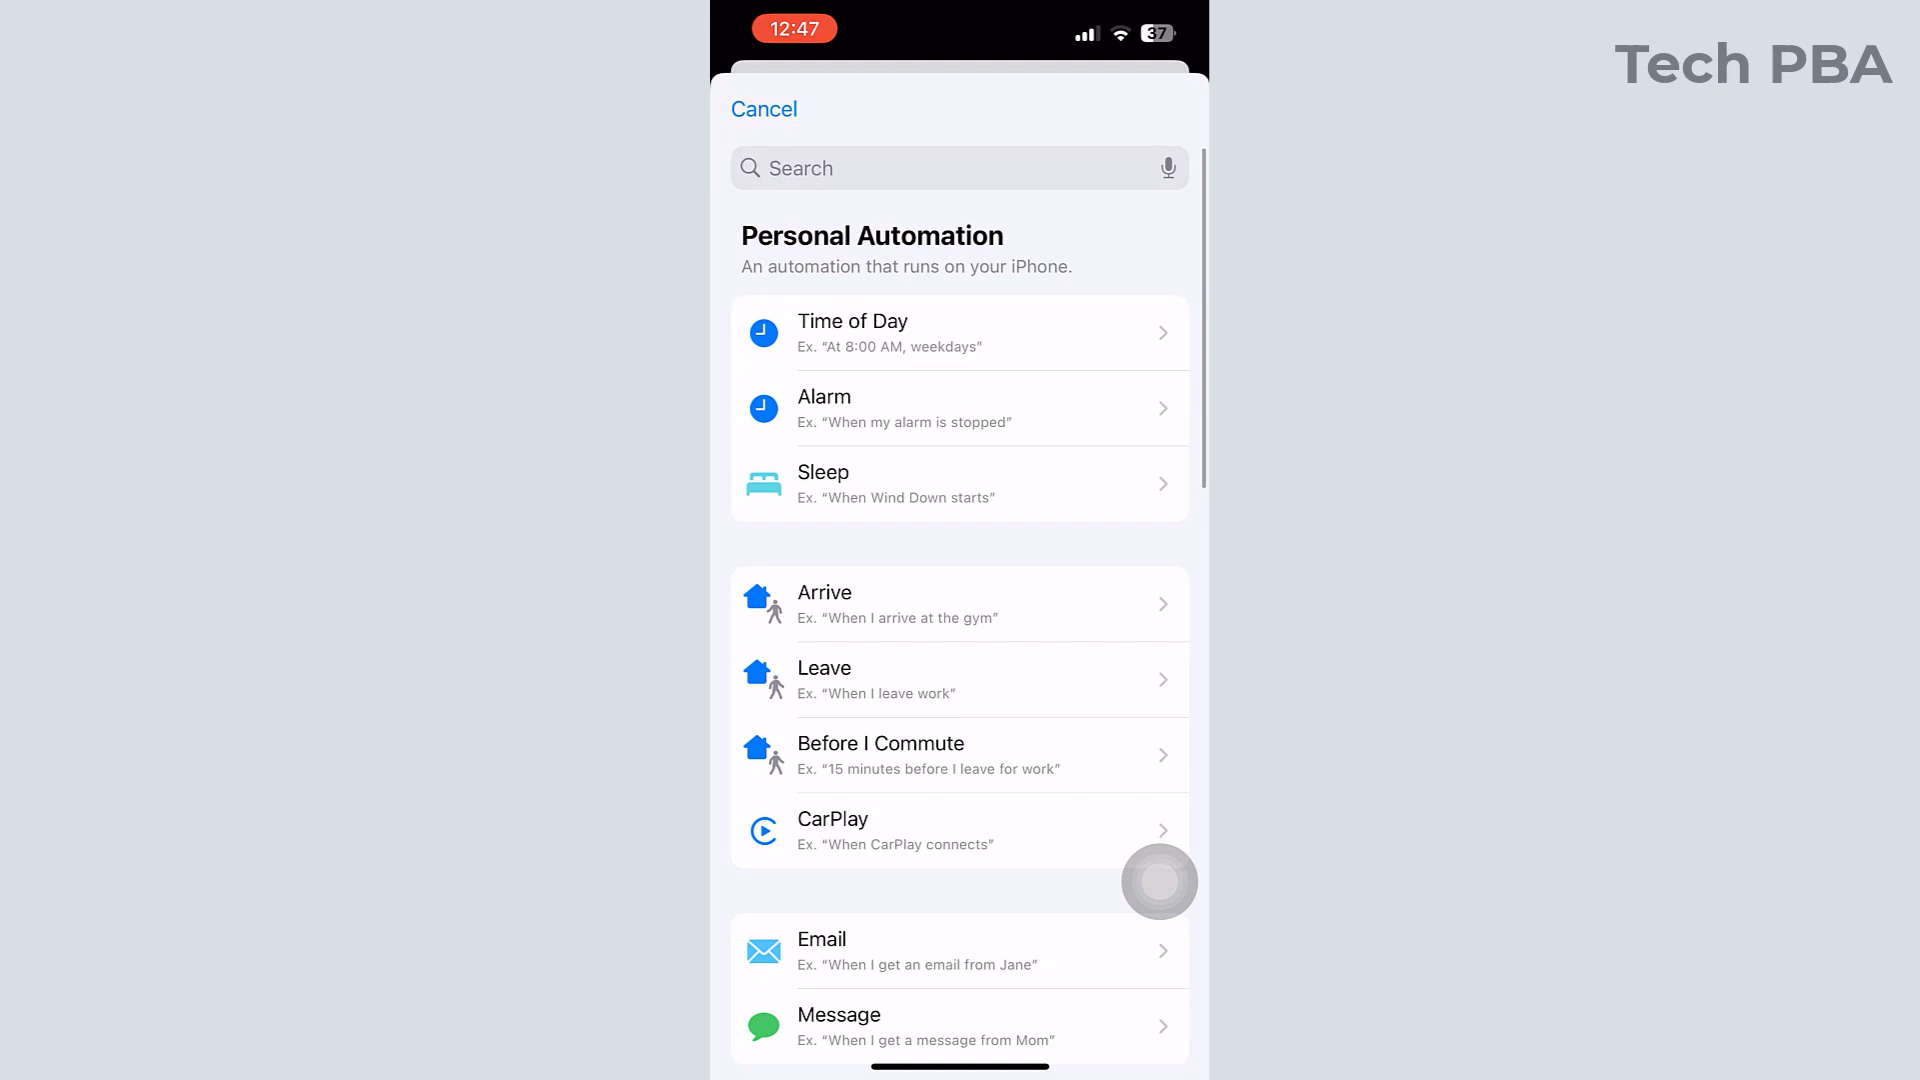 12:47
37
Tech PBA
Cancel
Search
Personal Automation
An automation that runs on your iPhone.
Time of Day
Ex. “At 8:00 AM, weekdays”
Alarm
Ex. “When my alarm is stopped”
Sleep
Ex. “When Wind Down starts”
Arrive
Ex. “When I arrive at the gym”
Leave
Ex. “When I leave work”
Before I Commute
Ex. “15 minutes before I leave for work”
CarPlay
Ex. “When CarPlay connects”
Email
Ex. “When I get an email from Jane”
Message
Ex. “When I get a message from Mom”